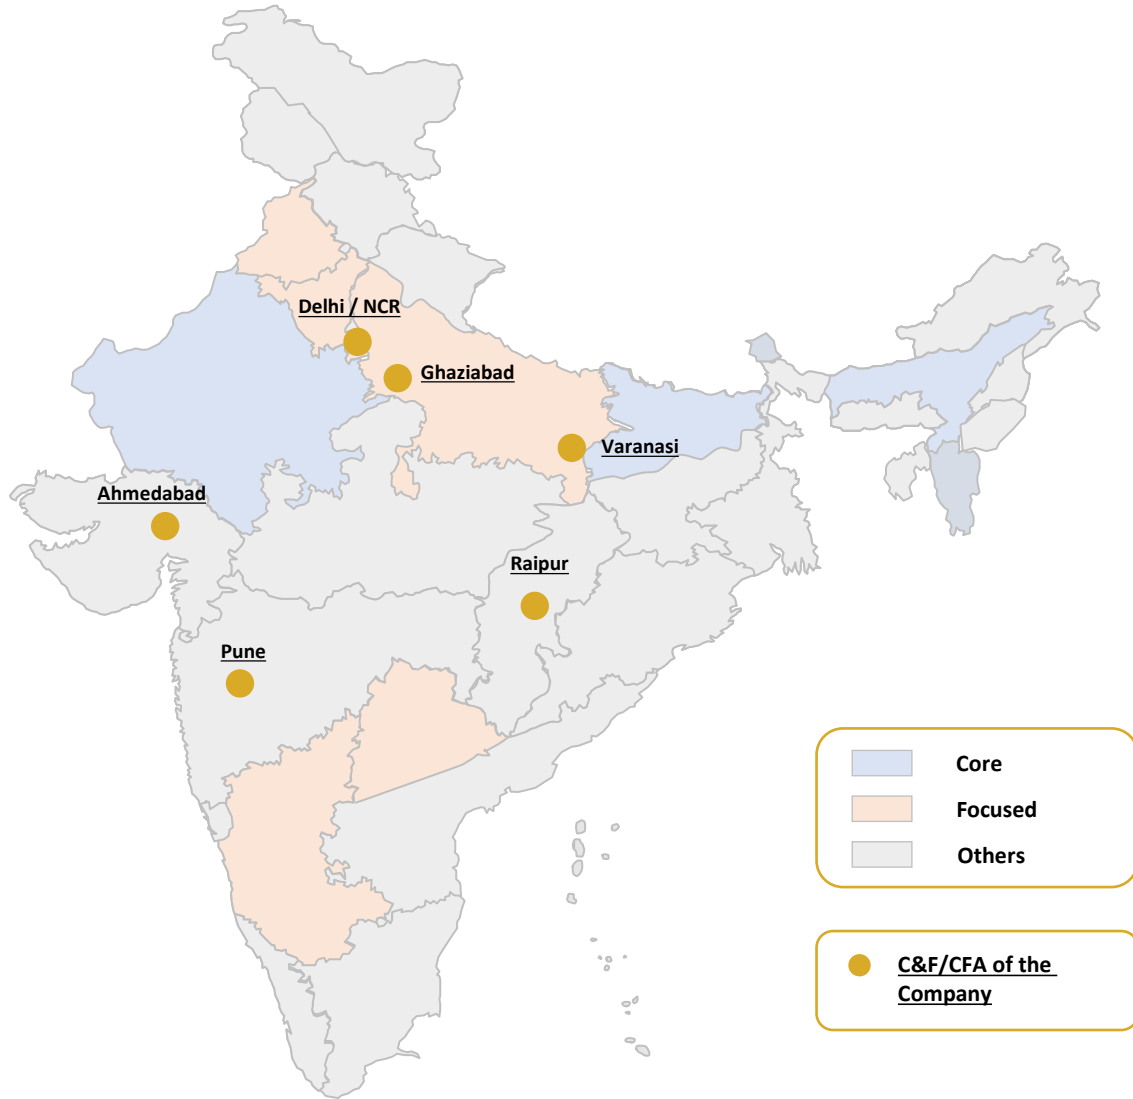 Delhi / NCR
Ghaziabad
Varanasi
Ahmedabad
Raipur
Pune
Core
Focused
Others
C&F/CFA of the
Company